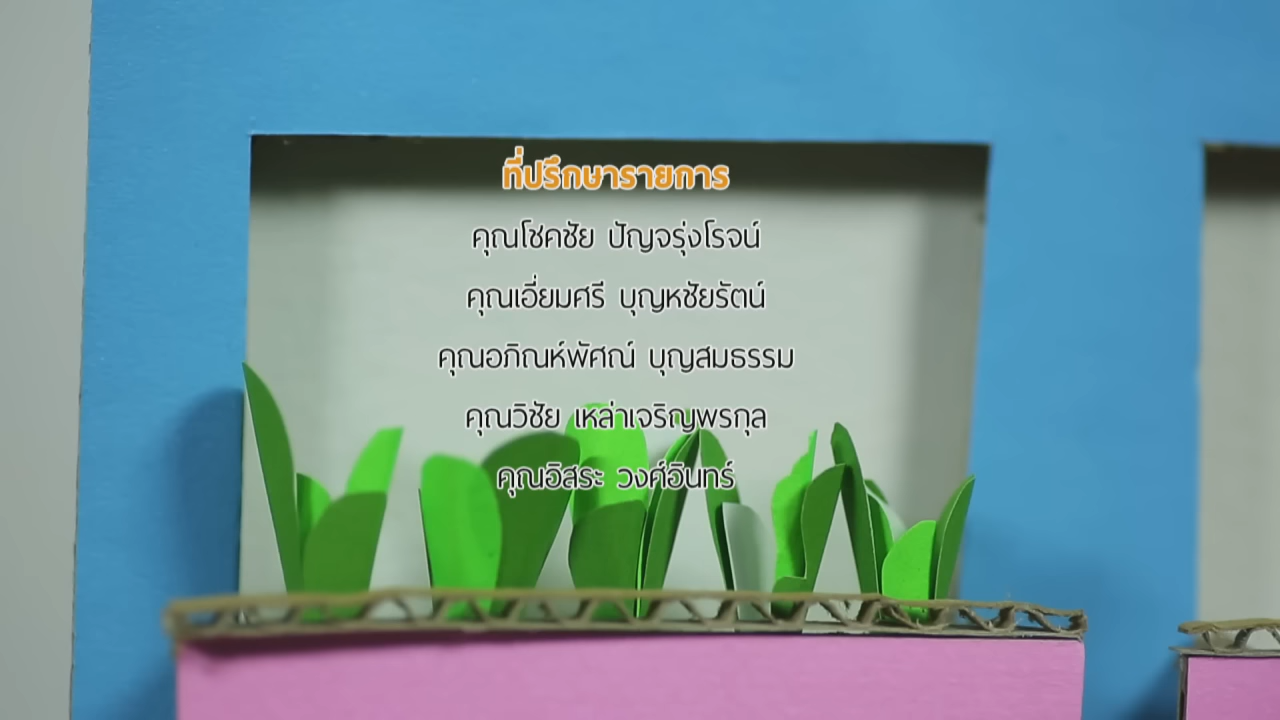 ที่ปรึกษารายการ
คุณโชคชัย ปัญจรุ่งโรจน์
คุณเอี่ยมศรี บุญหชัยรัตน์
คุณอภิณห์พัศณ์ บุญสมธรรม
คุณวิชัย เหล่าเจริญพรกุล
คุณอิสระ วงศ์อินทร์